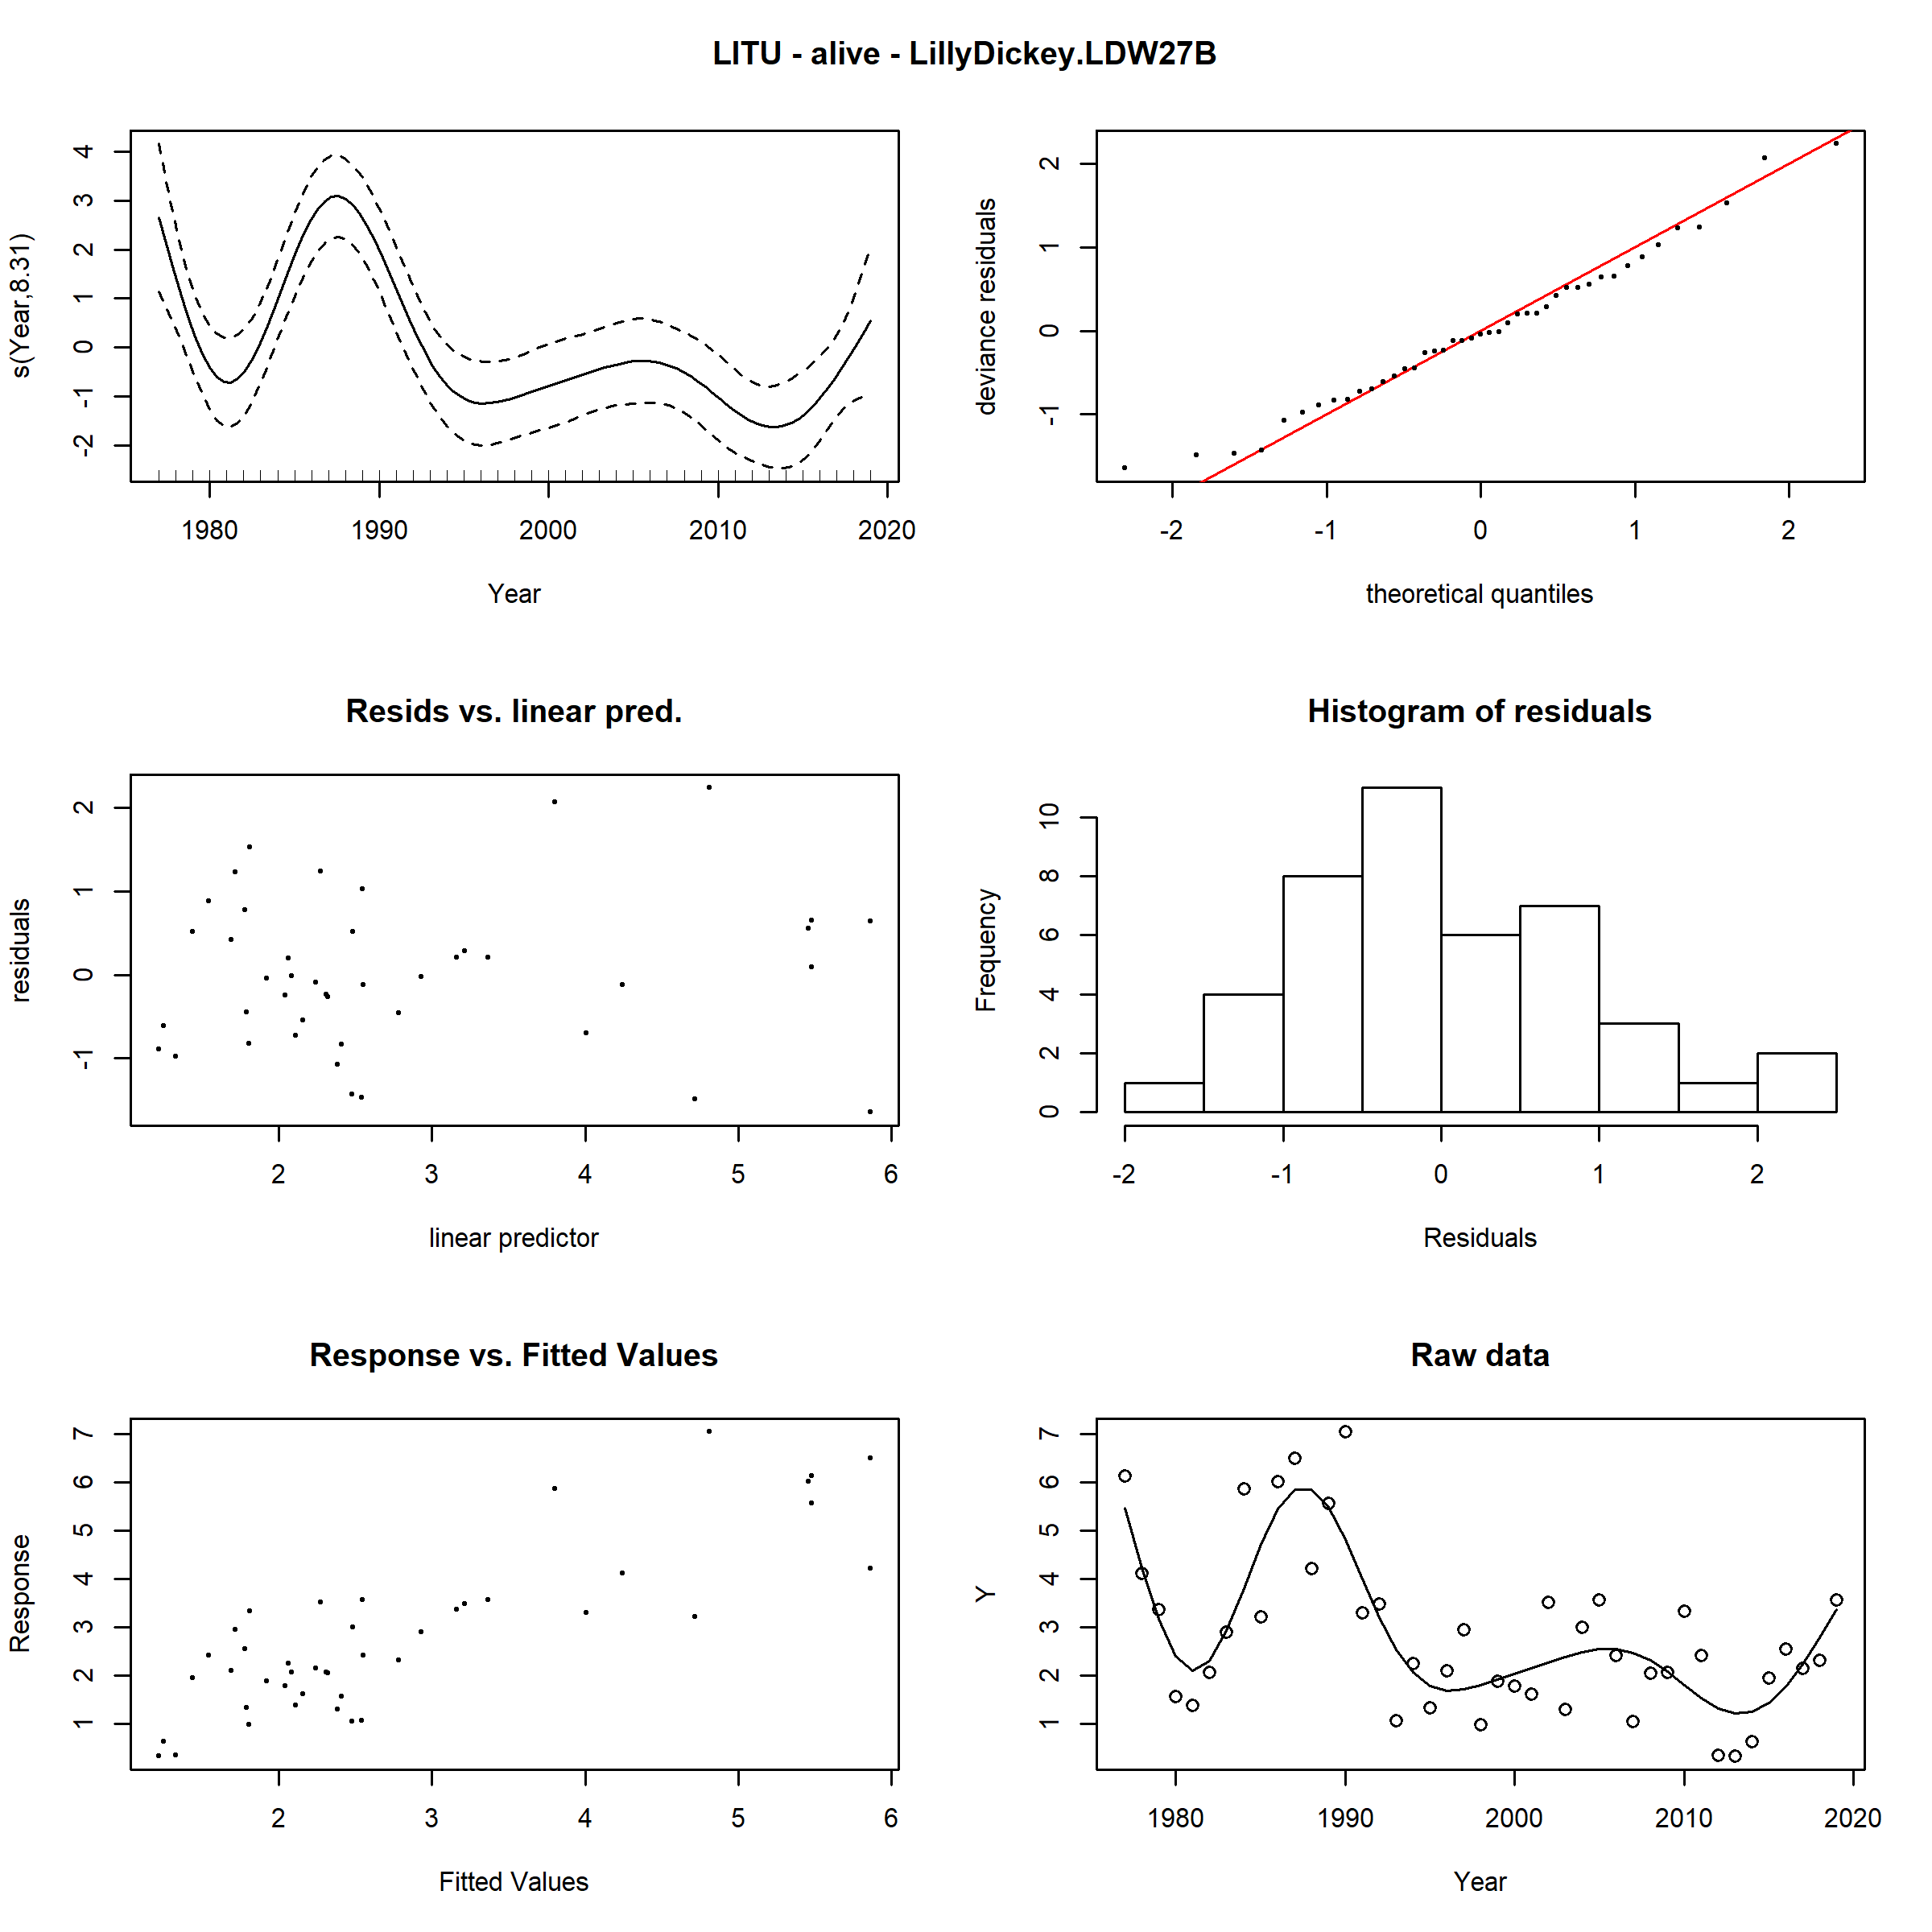 LITU - alive - LillyDickey.LDW27B
s(Year,8.31)
4
3
2
1
0
-1
-2
1980 1990 2000 2010 2020
Year
deviance residuals
2
1
0
-1
-2 -1 0 1 2
theoretical quantiles
Resids vs. linear pred.
residuals
2
1
0
-1
2 3 4 5 6
linear predictor
Histogram of residuals
Frequency
10
8
6
4
2
0
-2 -1 0 1 2
Residuals
Response vs. Fitted Values
Response
7
6
5
4
3
2
1
2 3 4 5 6
Fitted Values
Raw data
Y
7
6
5
4
3
2
1
1980 1990 2000 2010 2020
Year